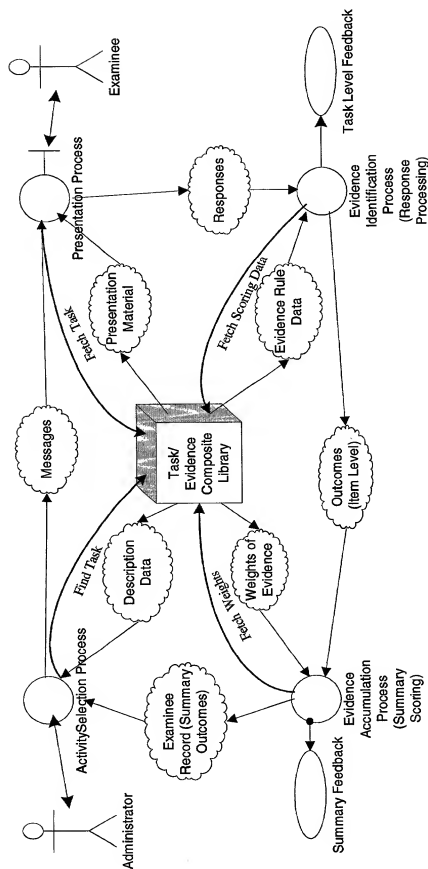 Administrator
Examinee
ActivitySelection Process
Messages
Presentation Process
Find Task
Fetch Task
Description
Data
Presentation
Material
Examinee
Record (Summary
Outcomes)
Task/
Evidence
Composite
Library
Responses
Weights of
Evidence
Evidence Rule
Data
Fetch Weights
Fetch Scoring Data
Evidence
Accumulation
Process
(Summary
Scoring)
Outcomes
(Item Level)
Evidence
Identification
Process
(Response
Processing)
Summary Feedback
Task Level Feedback